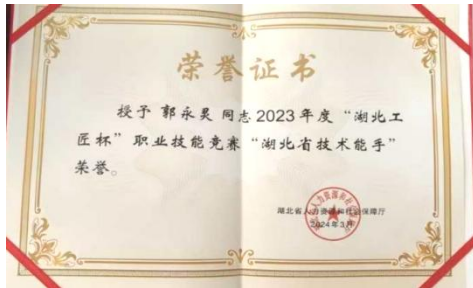 荣誉证书
授予 郭永灵 同志2023年度“湖北工
匠杯”职业技能竞赛“湖北省技术能手”
荣誉。
湖北省人力资源和社会保障厅
2024年3月